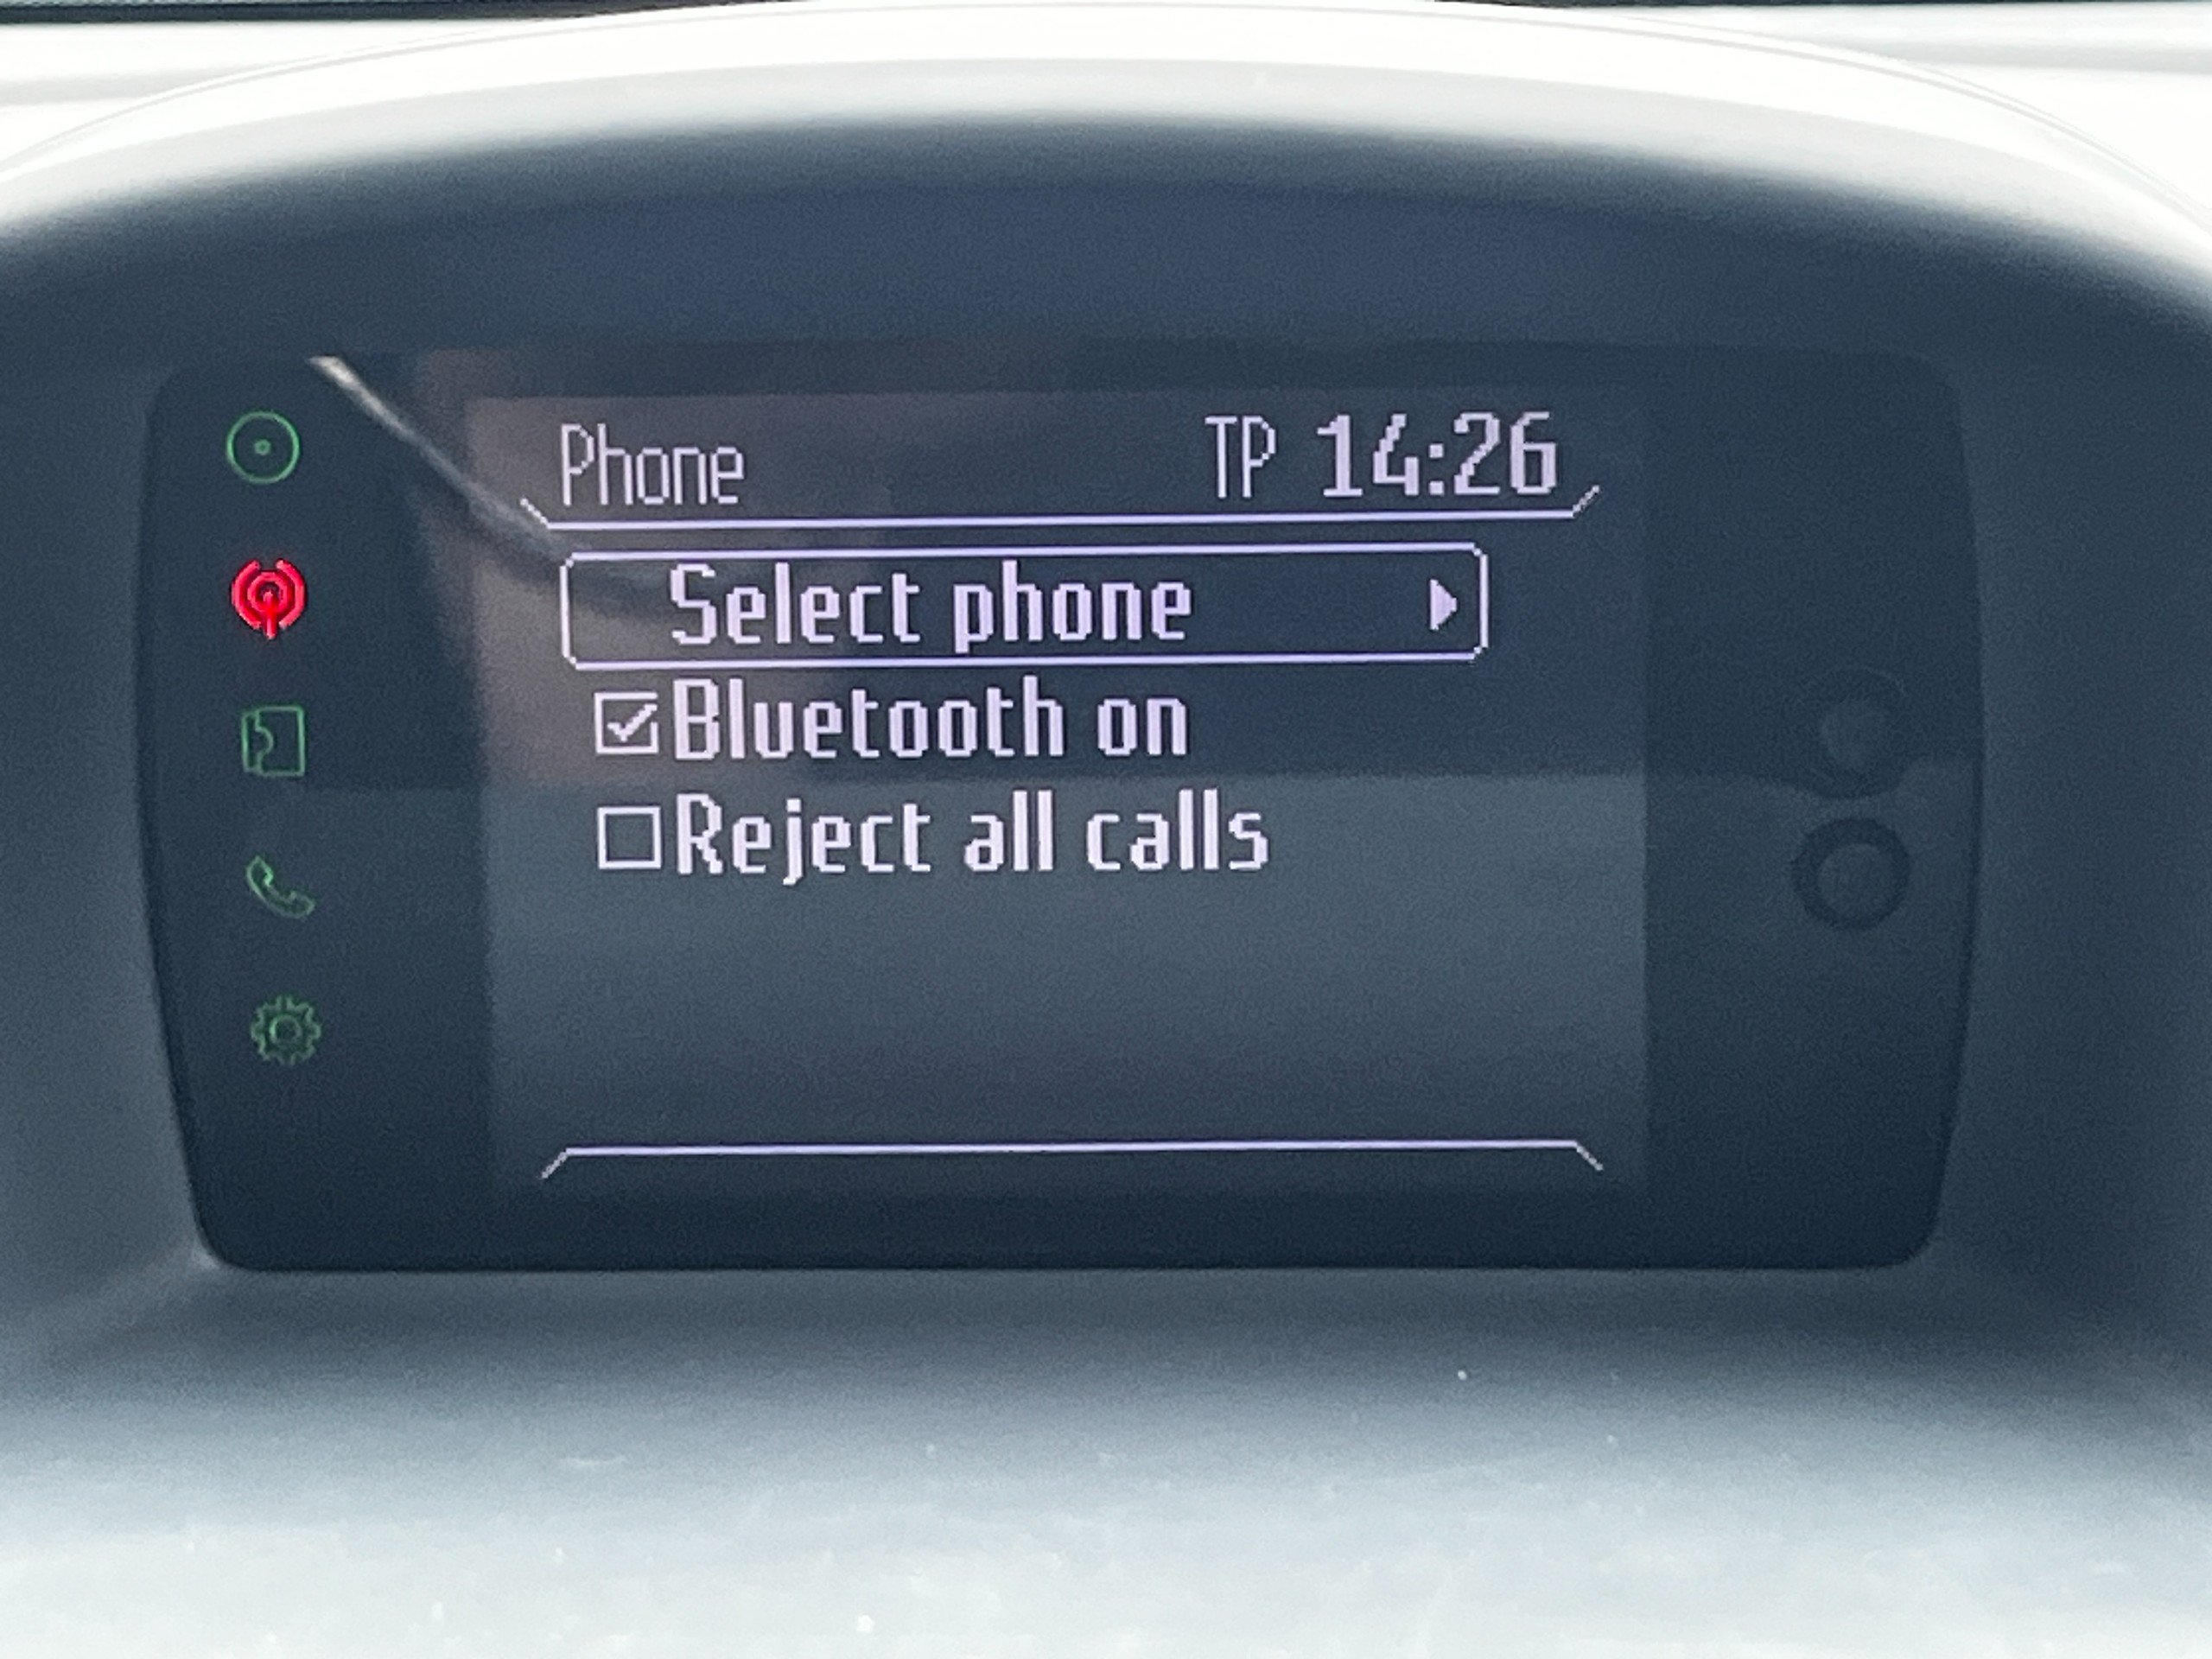 Phone TP 14:26
Select phone
Bluetooth on
Reject all calls